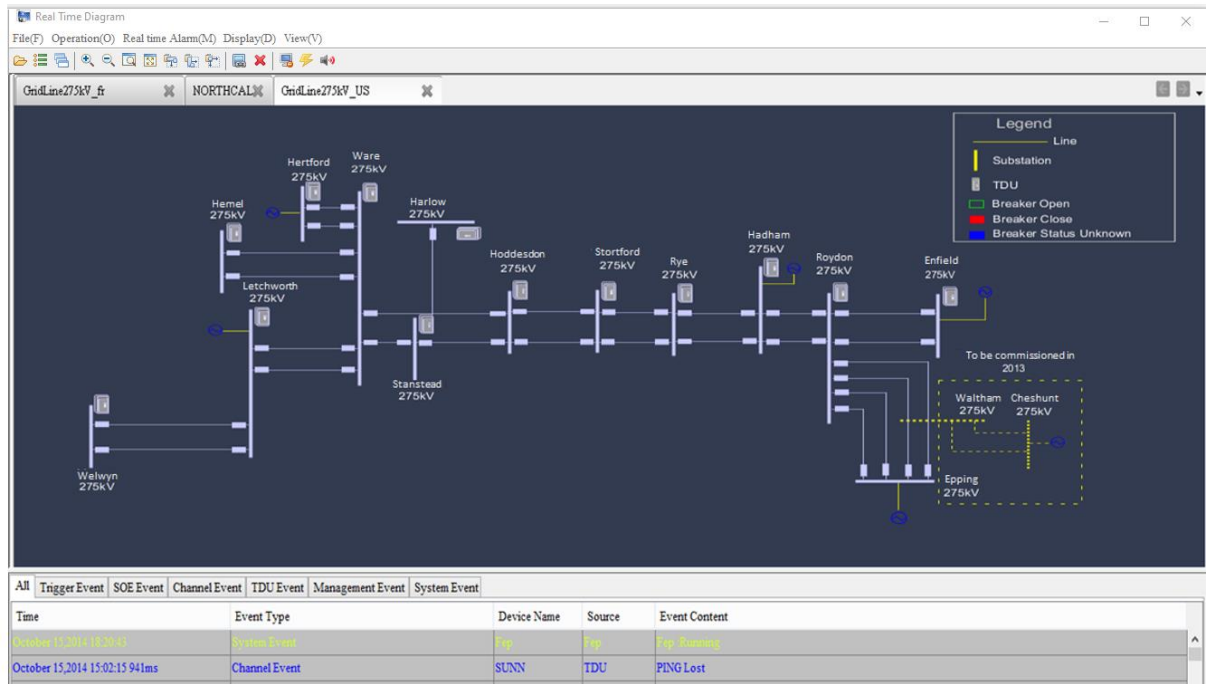 Real Time Diagram
File(F) Operation(O) Real time Alarm(M) Display(D) View(V)
GridLine275kV_fr NORTHCAL GridLine275kV_US
Legend
Line
Substation
TDU
Breaker Open
Breaker Close
Breaker Status Unknown
Hertford
275kV
Ware
275kV
Hemel
275kV
Harlow
275kV
Letchworth
275kV
Hoddesdon
275kV
Stortford
275kV
Rye
275kV
Hadham
275kV
Roydon
275kV
Enfield
275kV
Stanstead
275kV
To be commissioned in
2013
Waltham
275kV
Cheshunt
275kV
Welwyn
275kV
Epping
275kV
All Trigger Event SOE Event Channel Event TDU Event Management Event System Event
Time Event Type Device Name Source Event Content
October 15,2014 18:20:43 System Event Fep Fep Fep Running
October 15,2014 15:02:15 941ms Channel Event SUNN TDU PING Lost